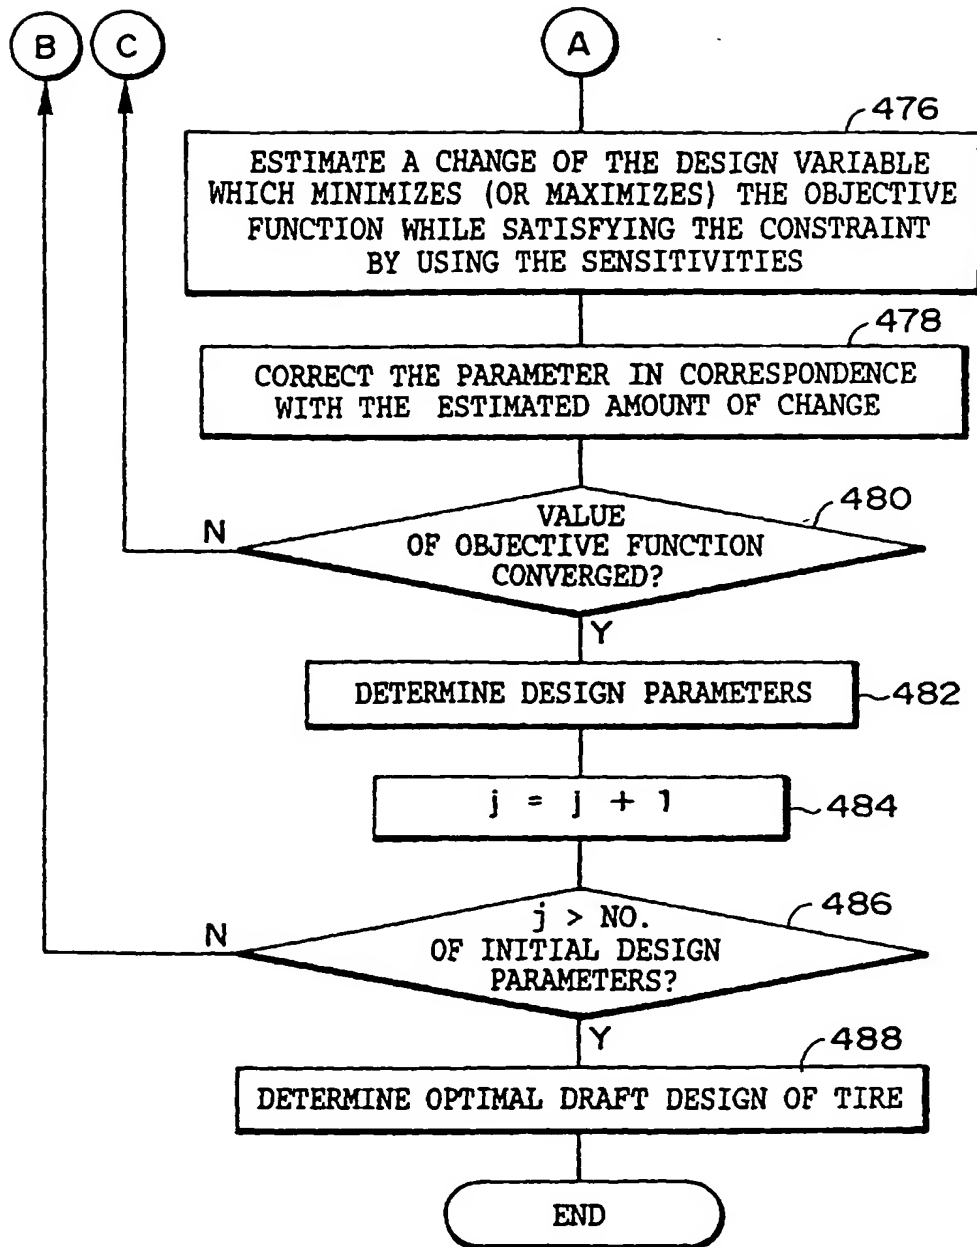 B
C
A
476
ESTIMATE A CHANGE OF THE DESIGN VARIABLE
WHICH MINIMIZES (OR MAXIMIZES) THE OBJECTIVE
FUNCTION WHILE SATISFYING THE CONSTRAINT
BY USING THE SENSITIVITIES
478
CORRECT THE PARAMETER IN CORRESPONDENCE
WITH THE ESTIMATED AMOUNT OF CHANGE
480
N
VALUE
OF OBJECTIVE FUNCTION
CONVERGED?
Y
DETERMINE DESIGN PARAMETERS
482
j = j + 1
484
486
N
j > NO.
OF INITIAL DESIGN
PARAMETERS?
Y
488
DETERMINE OPTIMAL DRAFT DESIGN OF TIRE
END